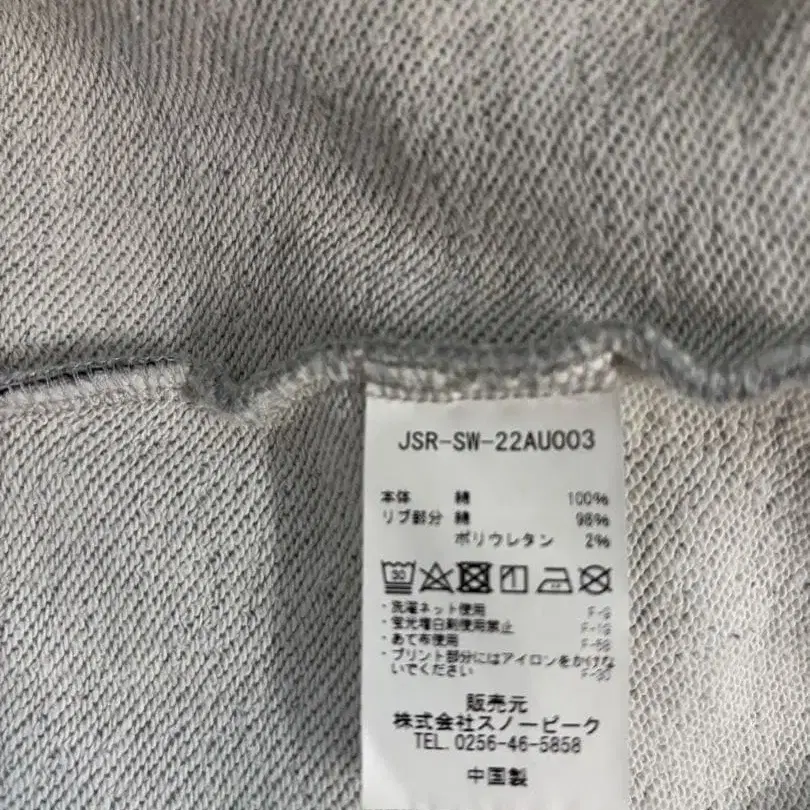 JSR-SW-22AU003
本体 綿 100%
リブ部分 綿 98%
ポリウレタン 2%
30
・洗濯ネット使用 F-9
・蛍光増白剤使用禁止 F-19
・あて布使用 F-58
・プリント部分にはアイロンをかけな
いでください F-30
販売元
株式会社スノーピーク
TEL. 0256-46-5858
中国製